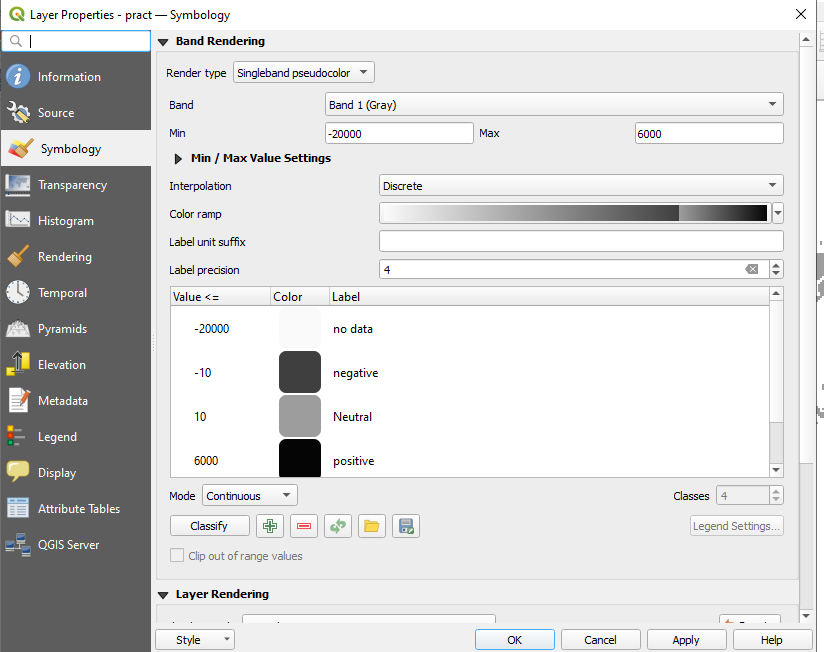 Layer Properties - pract — Symbology
Information
Source
Symbology
Transparency
Histogram
Rendering
Temporal
Pyramids
Elevation
Metadata
Legend
Display
Attribute Tables
QGIS Server
Band Rendering
Render type Singleband pseudocolor
Band Band 1 (Gray)
Min -20000 Max 6000
Min / Max Value Settings
Interpolation Discrete
Color ramp
Label unit suffix
Label precision 4
Value <= Color Label
-20000 no data
-10 negative
10 Neutral
6000 positive
Mode Continuous Classes 4
Classify Legend Settings...
Clip out of range values
Layer Rendering
Style OK Cancel Apply Help